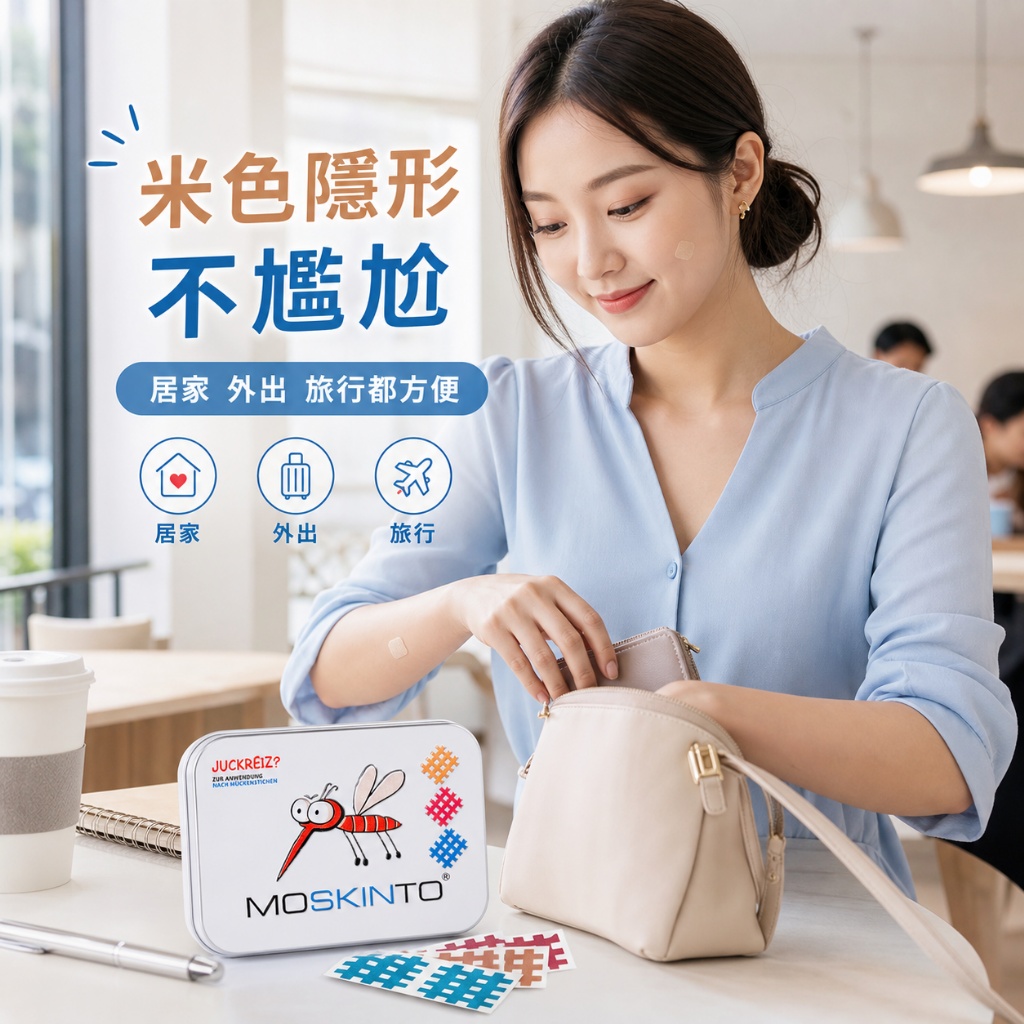 米色隱形
不尷尬
居家 外出 旅行都方便
居家
外出
旅行
JUCKREIZ?
ZUR ANWENDUNG
NACH MÜCKENSTICHEN
MOSKINTO®